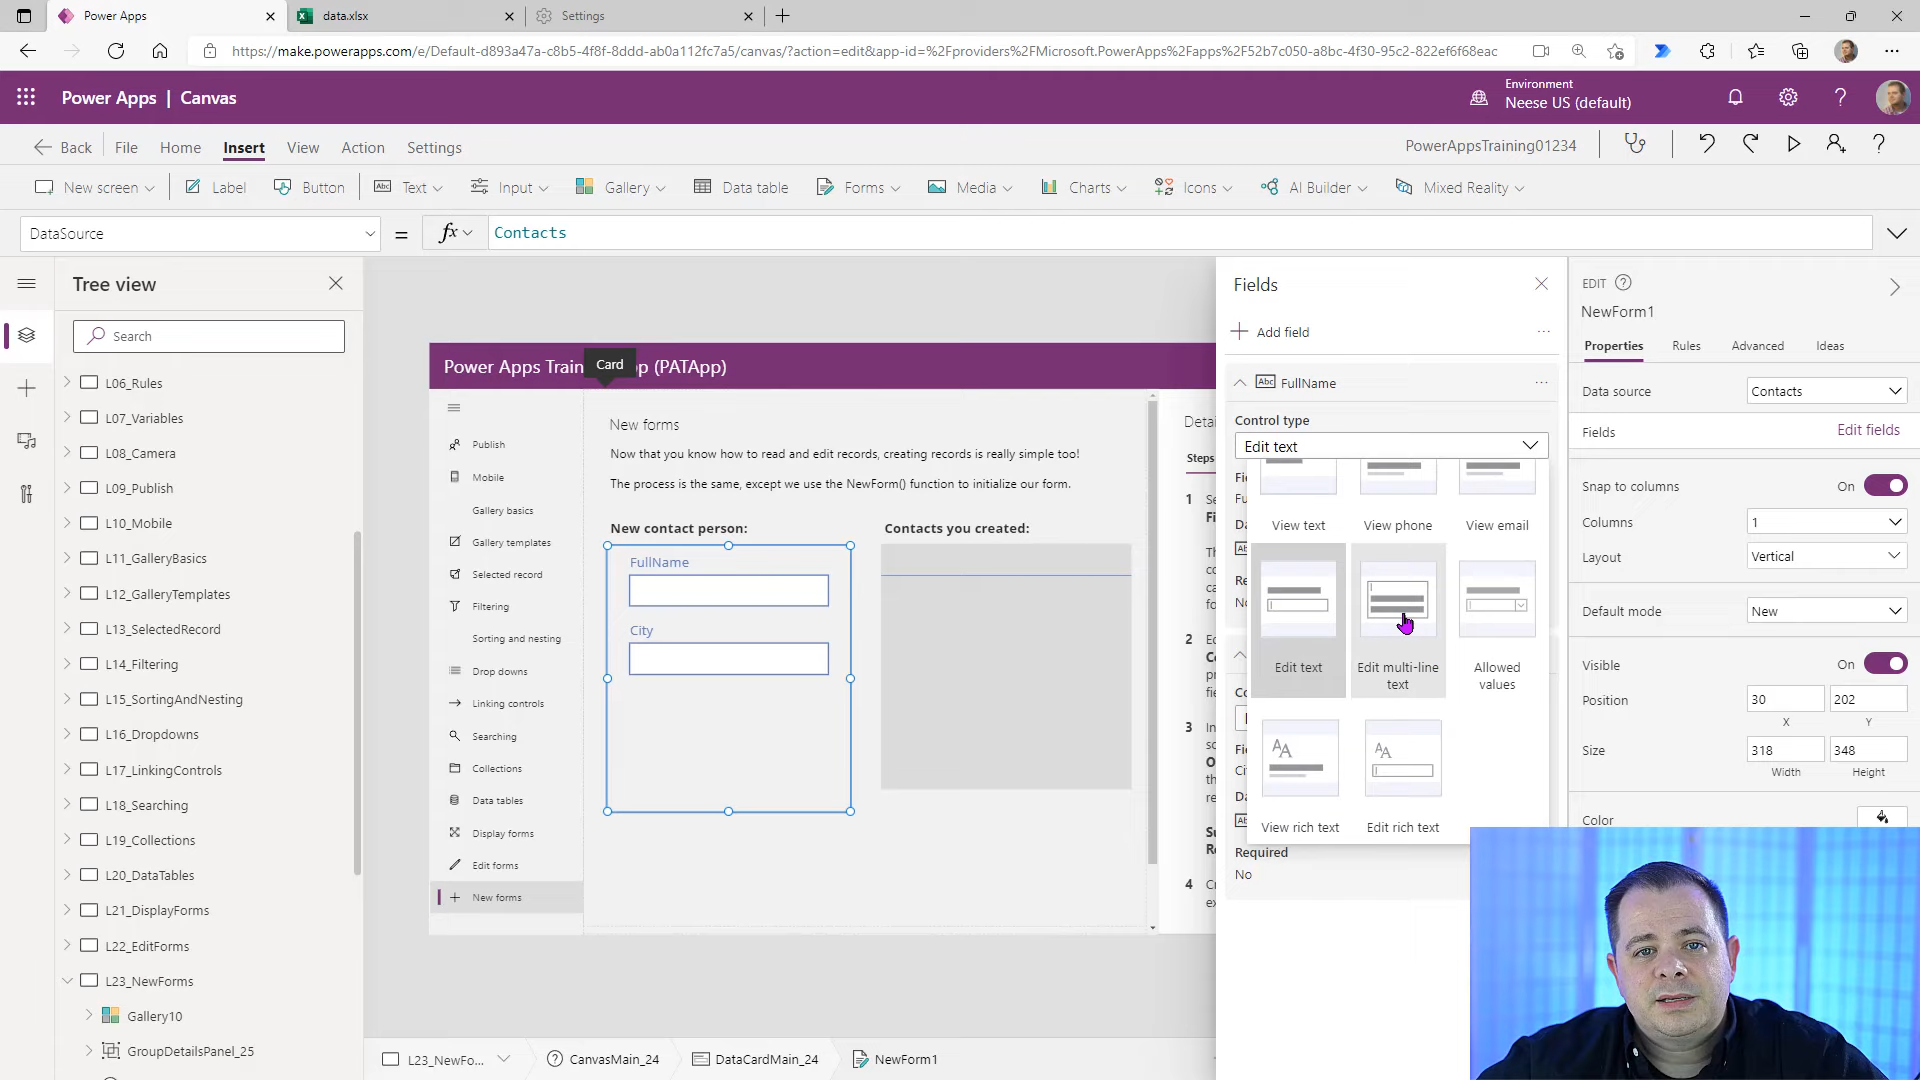 Power Apps
data.xlsx
Settings
https://make.powerapps.com/e/Default-d893a47a-c8b5-4f8f-8ddd-ab0a112fc7a5/canvas/?action=edit&app-id=%2Fproviders%2FMicrosoft.PowerApps%2Fapps%2F52b7c050-a8bc-4f30-95c2-822ef6f68eac
Power Apps | Canvas
Environment
Neese US (default)
Back
File
Home
Insert
View
Action
Settings
PowerAppsTraining01234
New screen
Label
Button
Text
Input
Gallery
Data table
Forms
Media
Charts
Icons
AI Builder
Mixed Reality
DataSource
=
fx
Contacts
Tree view
Search
L06_Rules
L07_Variables
L08_Camera
L09_Publish
L10_Mobile
L11_GalleryBasics
L12_GalleryTemplates
L13_SelectedRecord
L14_Filtering
L15_SortingAndNesting
L16_Dropdowns
L17_LinkingControls
L18_Searching
L19_Collections
L20_DataTables
L21_DisplayForms
L22_EditForms
L23_NewForms
Gallery10
GroupDetailsPanel_25
Card
Power Apps Train p (PATApp)
Publish
Mobile
Gallery basics
Gallery templates
Selected record
Filtering
Sorting and nesting
Drop downs
Linking controls
Searching
Collections
Data tables
Display forms
Edit forms
New forms
New forms
Now that you know how to read and edit records, creating records is really simple too!
The process is the same, except we use the NewForm() function to initialize our form.
New contact person:
Contacts you created:
FullName
City
Detai
Steps
1
2
3
4
L23_NewFo...
CanvasMain_24
DataCardMain_24
NewForm1
Fields
Add field
FullName
Control type
Edit text
View text
View phone
View email
Edit text
Edit multi-line text
Allowed values
View rich text
Edit rich text
Required
No
EDIT
NewForm1
Properties
Rules
Advanced
Ideas
Data source
Contacts
Fields
Edit fields
Snap to columns
On
Columns
1
Layout
Vertical
Default mode
New
Visible
On
Position
30
202
X
Y
Size
318
348
Width
Height
Color